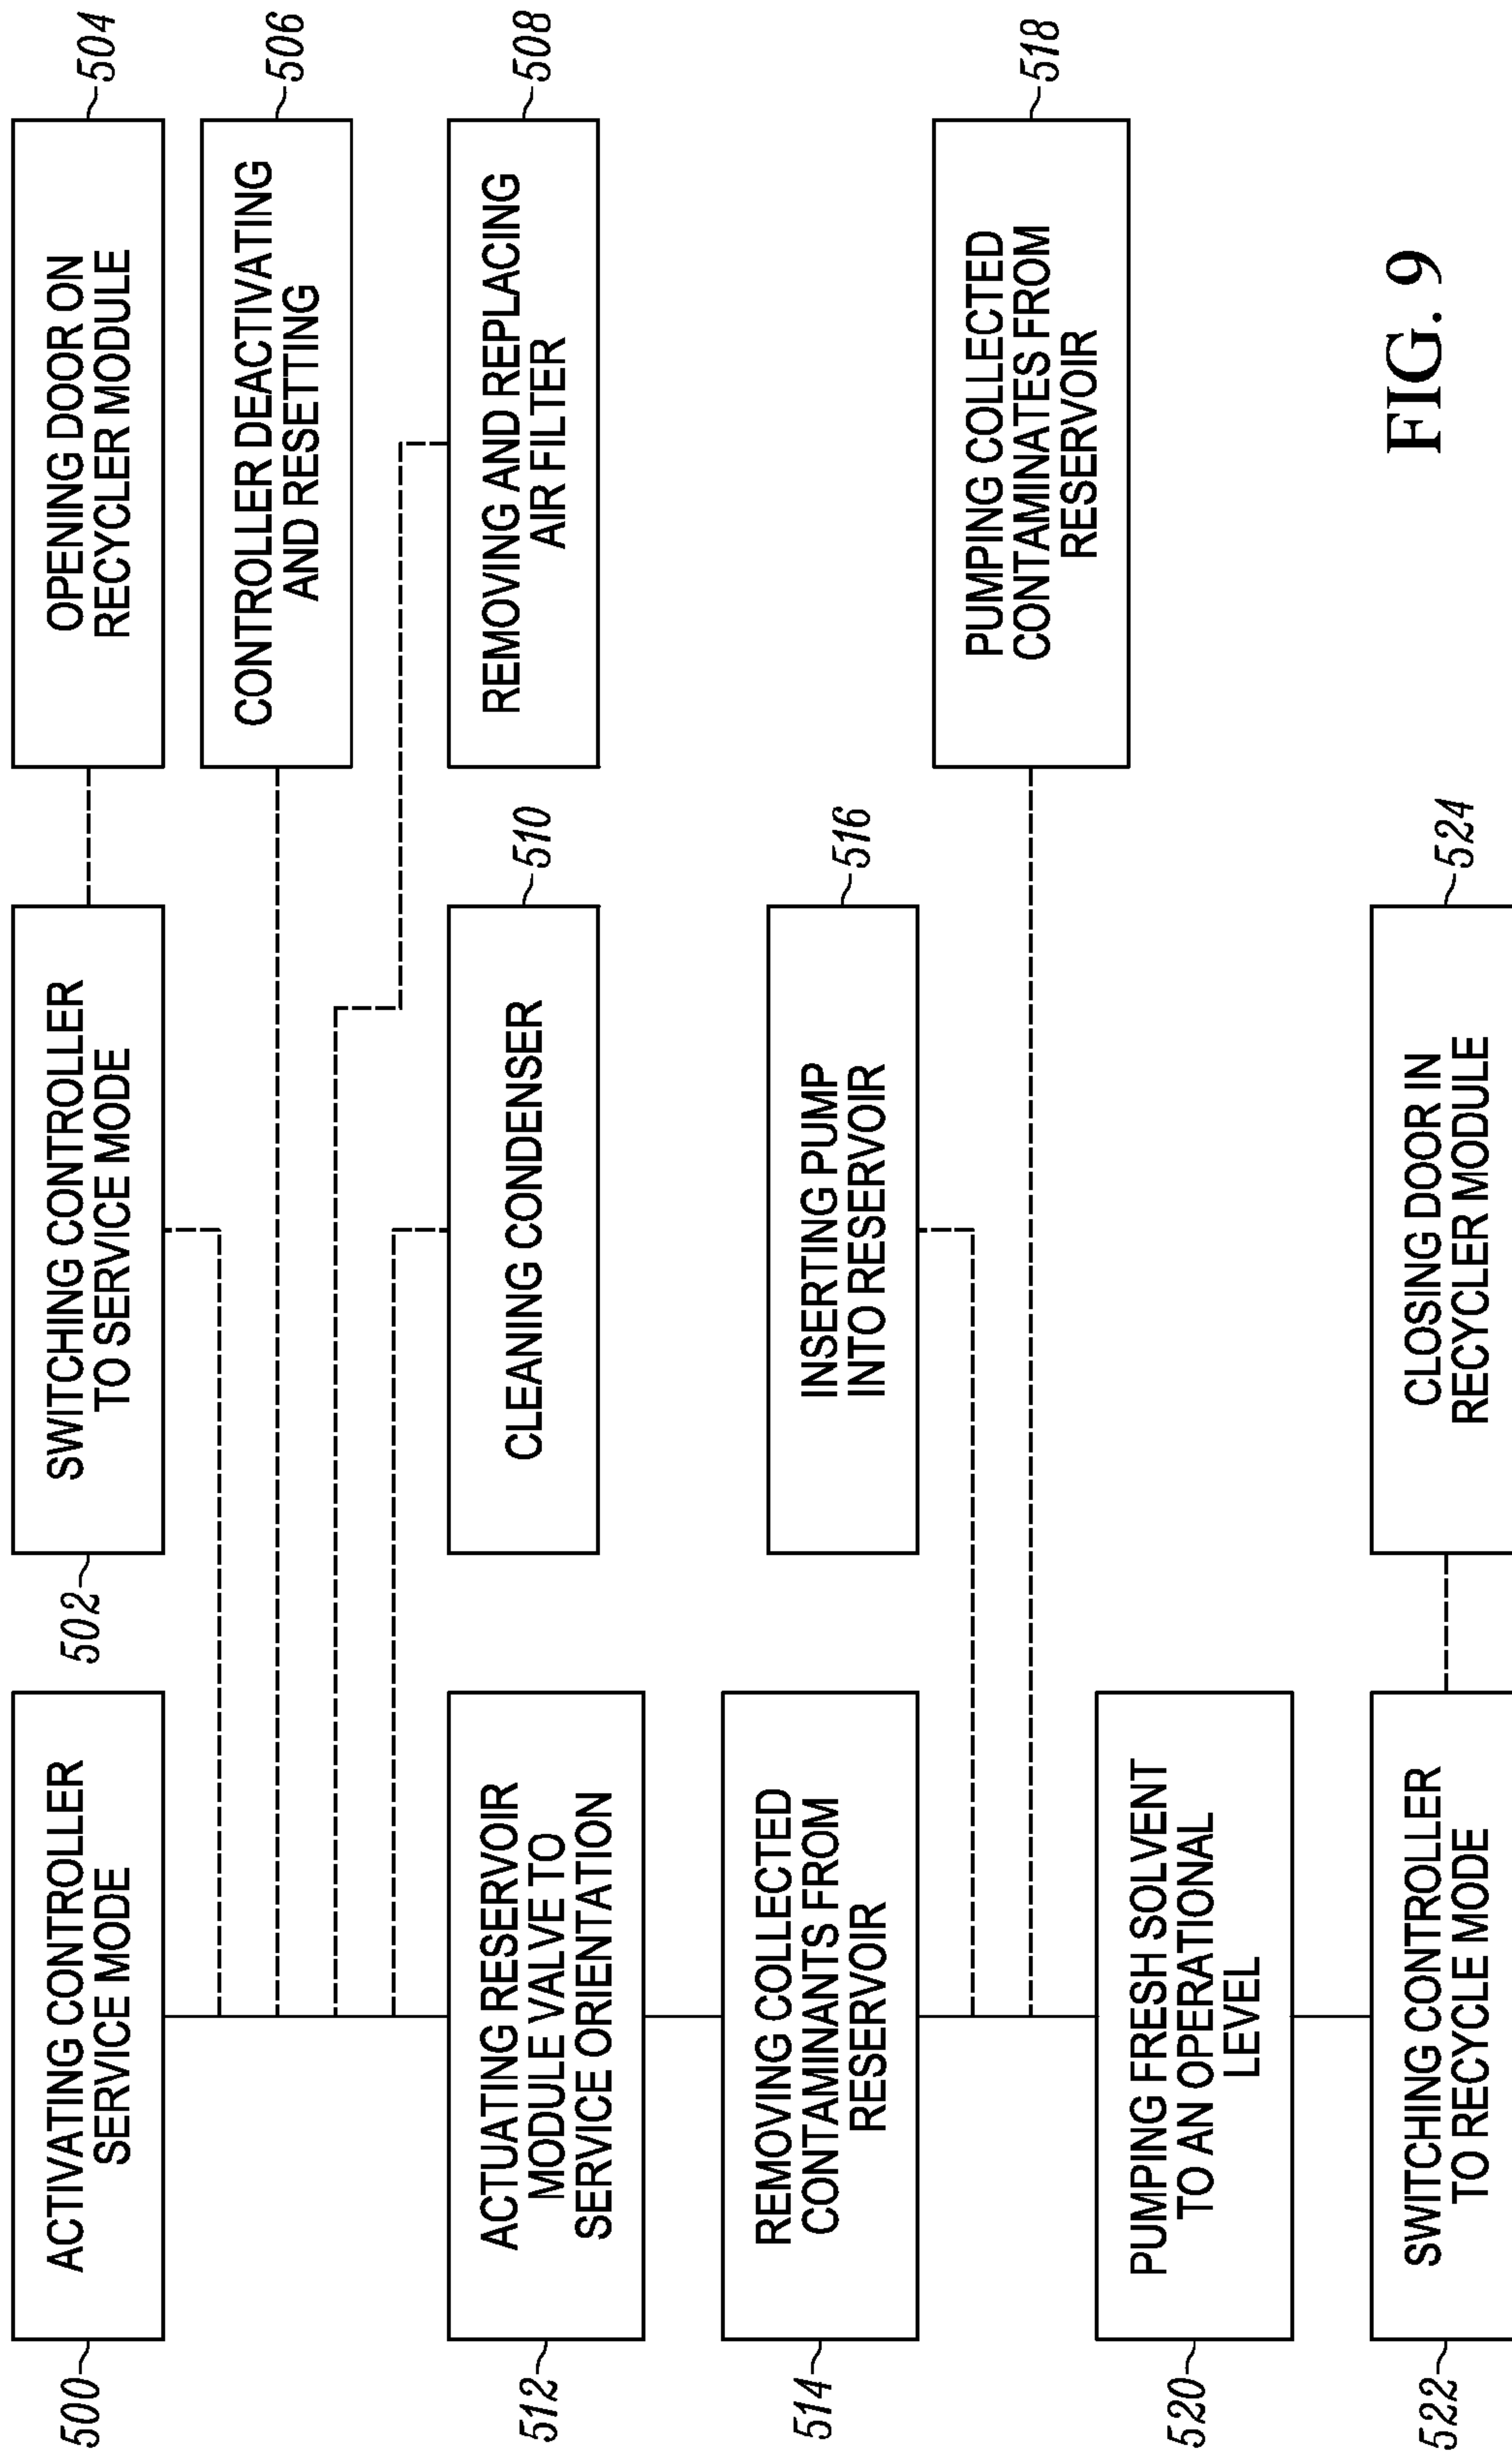 500
ACTIVATING CONTROLLER
SERVICE MODE
502
SWITCHING CONTROLLER
TO SERVICE MODE
504
OPENING DOOR ON
RECYCLER MODULE
506
CONTROLLER DEACTIVATING
AND RESETTING
508
REMOVING AND REPLACING
AIR FILTER
510
CLEANING CONDENSER
512
ACTUATING RESERVOIR
MODULE VALVE TO
SERVICE ORIENTATION
514
REMOVING COLLECTED
CONTAMINANTS FROM
RESERVOIR
516
INSERTING PUMP
INTO RESERVOIR
518
PUMPING COLLECTED
CONTAMINATES FROM
RESERVOIR
520
PUMPING FRESH SOLVENT
TO AN OPERATIONAL
LEVEL
522
SWITCHING CONTROLLER
TO RECYCLE MODE
524
CLOSING DOOR IN
RECYCLER MODULE
FIG. 9